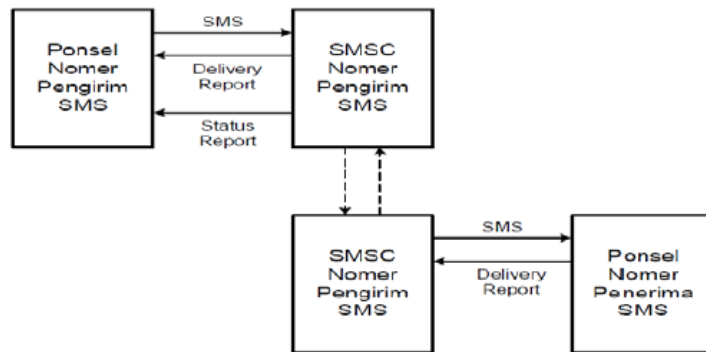 SMS
Ponsel
Nomer
Pengirim
SMS
Delivery
Report
Status
Report
SMSC
Nomer
Pengirim
SMS
SMSC
Nomer
Pengirim
SMS
SMS
Delivery
Report
Ponsel
Nomer
Penerima
SMS